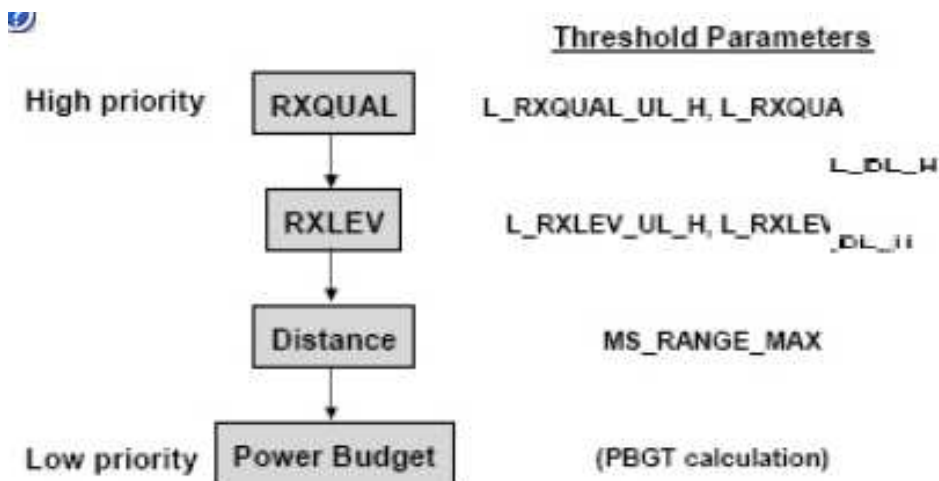 Threshold Parameters
High priority
RXQUAL
L_RXQUAL_UL_H, L_RXQUA
L_DL_H
RXLEV
L_RXLEV_UL_H, L_RXLEV
Distance
MS_RANGE_MAX
Low priority
Power Budget
(PBGT calculation)